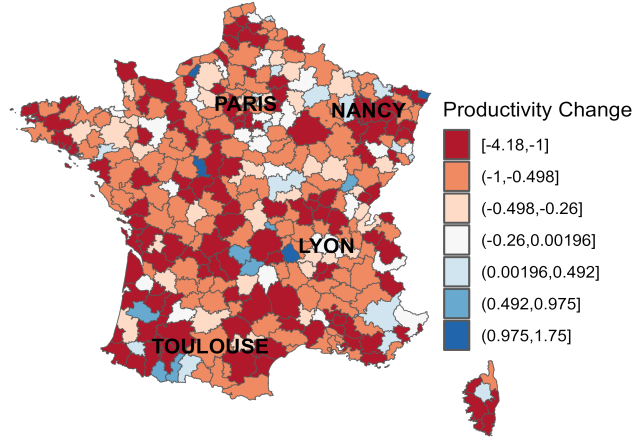 PARIS
NANCY
Productivity Change
[-4.18,-1]
(-1,-0.498]
(-0.498,-0.26]
(-0.26,0.00196]
(0.00196,0.492]
(0.492,0.975]
(0.975,1.75]
LYON
TOULOUSE